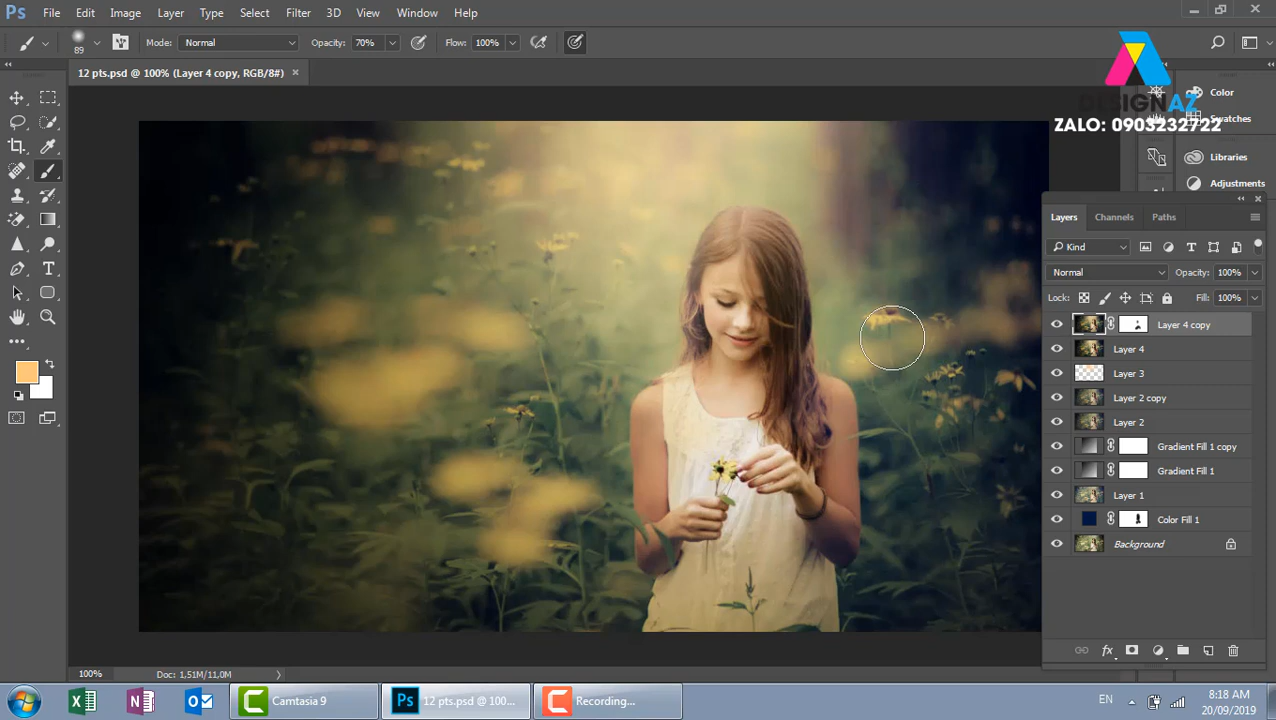 Ps File Edit Image Layer Type Select Filter 3D View Window Help
89 Mode: Normal Opacity: 70% Flow: 100%
12 pts.psd @ 100% (Layer 4 copy, RGB/8#) ×
DESIGNAZ
ZALO: 0903232722
Color
Swatches
Libraries
Adjustments
Layers Channels Paths
Kind
Normal Opacity: 100%
Lock: Fill: 100%
Layer 4 copy
Layer 4
Layer 3
Layer 2 copy
Layer 2
Gradient Fill 1 copy
Gradient Fill 1
Layer 1
Color Fill 1
Background
100% Doc: 1,51M/11,0M
Camtasia 9 Ps 12 pts.psd @ 100... Recording... EN 8:18 AM
20/09/2019